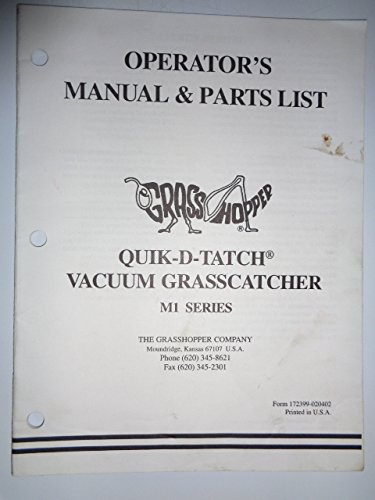 OPERATOR'S
MANUAL & PARTS LIST
GRASSHOPPER®
QUIK-D-TATCH®
VACUUM GRASSCATCHER
M1 SERIES
THE GRASSHOPPER COMPANY
Moundridge, Kansas 67107 U.S.A.
Phone (620) 345-8621
Fax (620) 345-2301
Form 172399-020402
Printed in U.S.A.